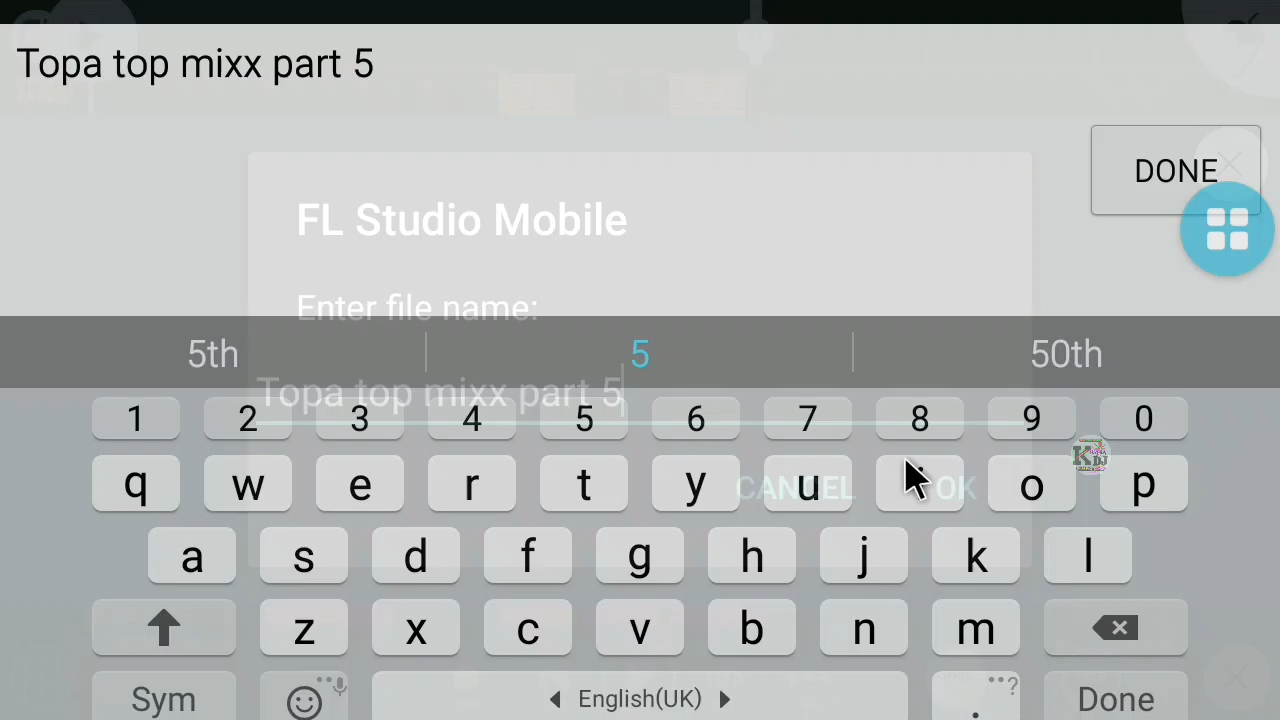 Topa top mixx part 5
DONE
FL Studio Mobile
Enter file name:
5th 5 50th
Topa top mixx part 5
1 2 3 4 5 6 7 8 9 0
CANCEL OK
q w e r t y u o p
a s d f g h j k l
z x c v b n m
Sym English(UK) . Done